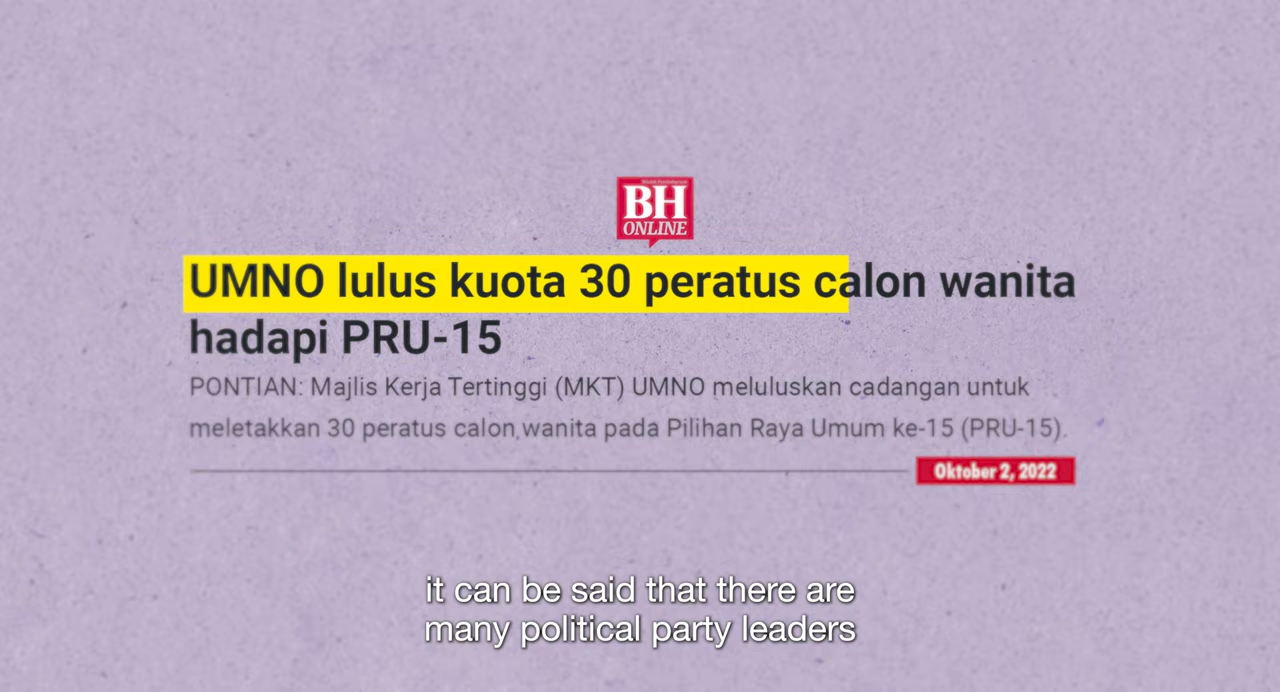 BH
ONLINE
UMNO lulus kuota 30 peratus calon wanita
hadapi PRU-15
PONTIAN: Majlis Kerja Tertinggi (MKT) UMNO meluluskan cadangan untuk
meletakkan 30 peratus calon wanita pada Pilihan Raya Umum ke-15 (PRU-15).
Oktober 2, 2022
it can be said that there are
many political party leaders